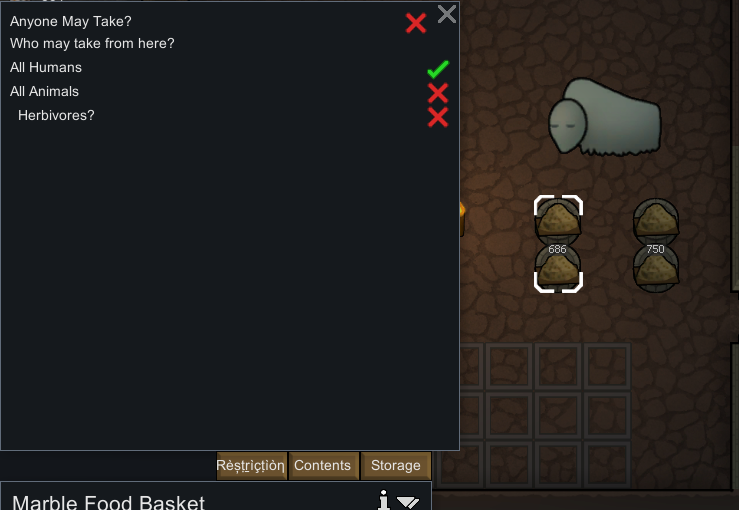 Anyone May Take?
Who may take from here?
All Humans
All Animals
Herbivores?
686
750
Contents
Storage
Marble Food Basket